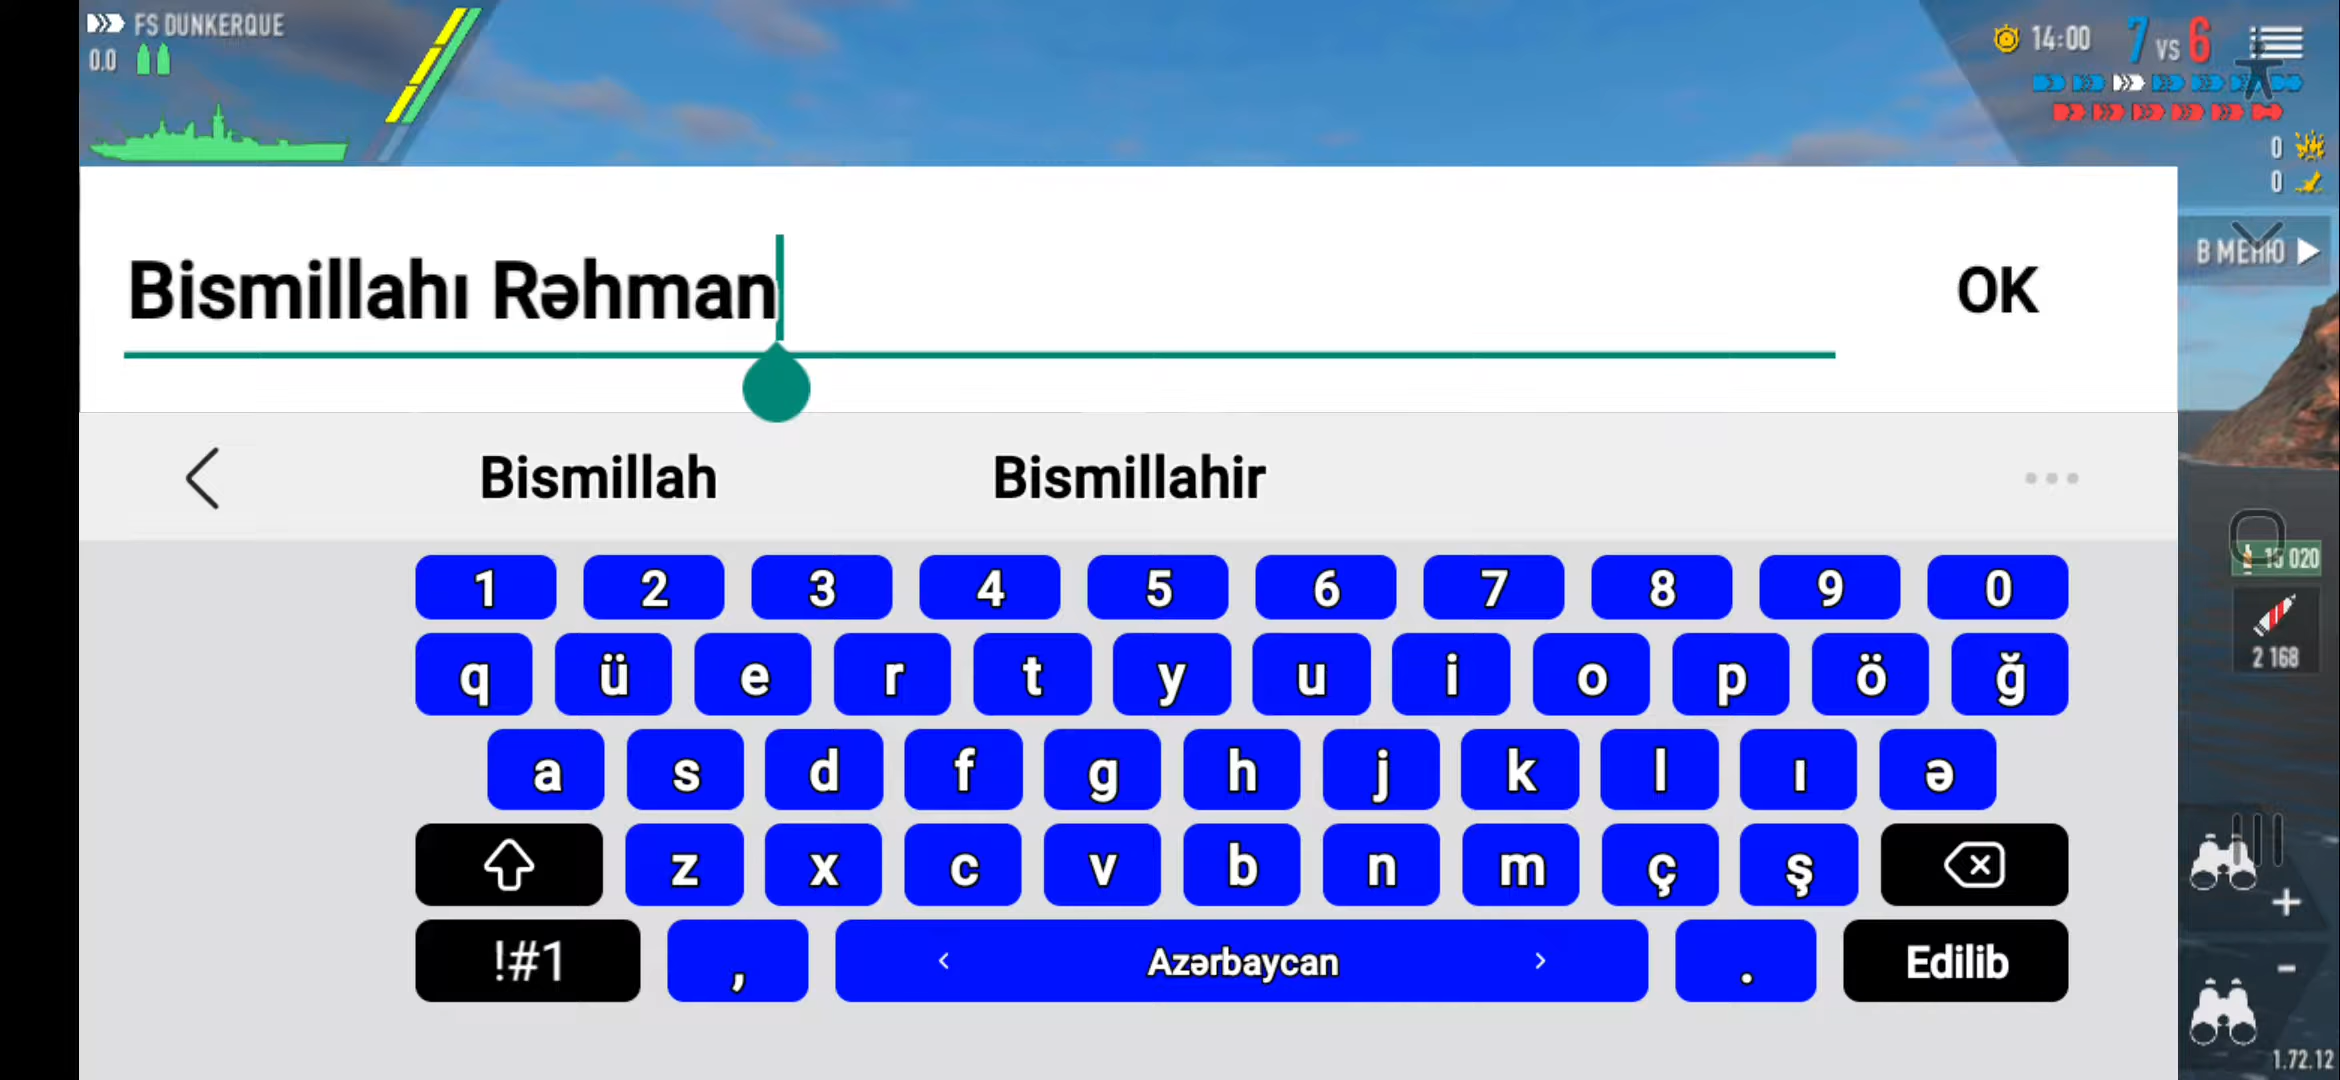 FS DUNKERQUE
0.0
14:00 7 VS 6
0
0
В МЕНЮ
Bismillahı Rəhman
OK
Bismillah Bismillahir
1 2 3 4 5 6 7 8 9 0
q ü e r t y u i o p ö ğ
a s d f g h j k l ı ə
z x c v b n m ç ş
!#1 , < Azərbaycan > . Edilib
15 020
2 168
+
-
1.72.12